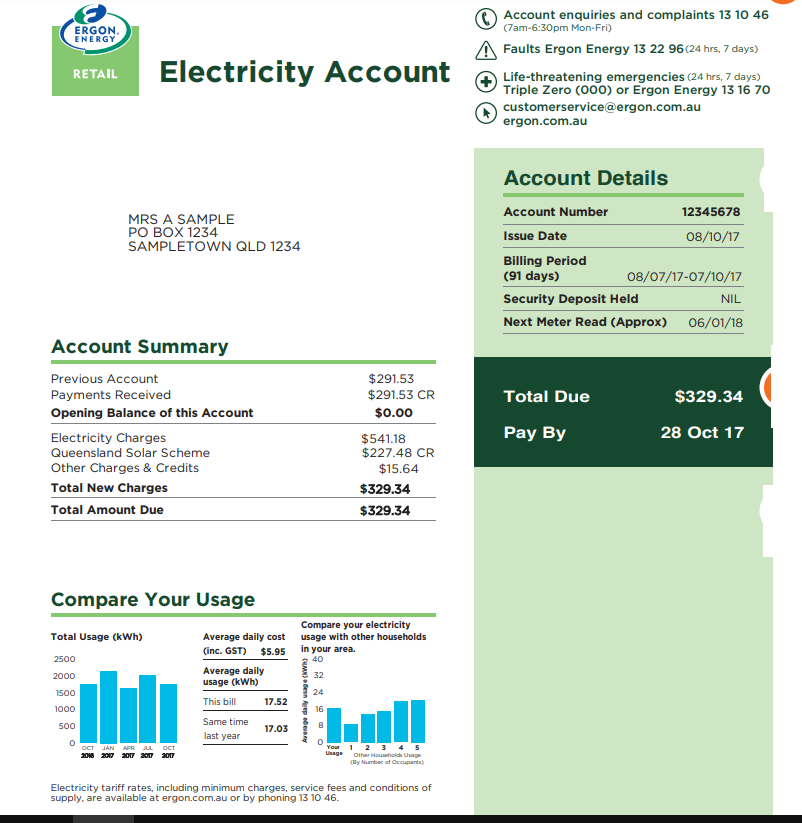 ERGON
ENERGY
RETAIL
Electricity Account
Account enquiries and complaints 13 10 46
(7am-6:30pm Mon-Fri)
Faults Ergon Energy 13 22 96 (24 hrs, 7 days)
Life-threatening emergencies (24 hrs, 7 days)
Triple Zero (000) or Ergon Energy 13 16 70
customerservice@ergon.com.au
ergon.com.au
MRS A SAMPLE
PO BOX 1234
SAMPLETOWN QLD 1234
Account Details
Account Number 12345678
Issue Date 08/10/17
Billing Period
(91 days) 08/07/17-07/10/17
Security Deposit Held NIL
Next Meter Read (Approx) 06/01/18
Total Due $329.34
Pay By 28 Oct 17
Account Summary
Previous Account $291.53
Payments Received $291.53 CR
Opening Balance of this Account $0.00
Electricity Charges $541.18
Queensland Solar Scheme $227.48 CR
Other Charges & Credits $15.64
Total New Charges $329.34
Total Amount Due $329.34
Compare Your Usage
Total Usage (kWh)
2500
2000
1500
1000
500
0
OCT JAN APR JUL OCT
2016 2017 2017 2017 2017
Average daily cost
(inc. GST) $5.95
Average daily
usage (kWh)
This bill 17.52
Same time
last year 17.03
Compare your electricity
usage with other households
in your area.
Average daily usage (kWh)
40
32
24
16
8
0
Your
Usage
1 2 3 4 5
Other Households Usage
(By Number of Occupants)
Electricity tariff rates, including minimum charges, service fees and conditions of
supply, are available at ergon.com.au or by phoning 13 10 46.